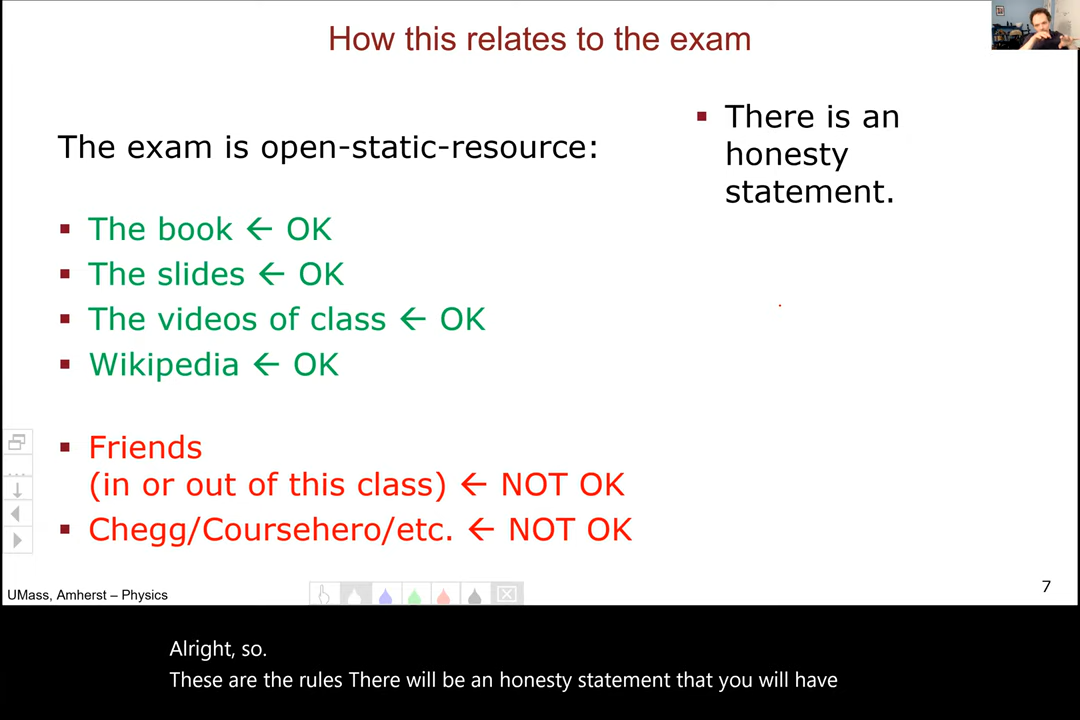 How this relates to the exam
The exam is open-static-resource:
▪ The book ← OK
▪ The slides ← OK
▪ The videos of class ← OK
▪ Wikipedia ← OK
▪ Friends
(in or out of this class) ← NOT OK
▪ Chegg/Coursehero/etc. ← NOT OK
▪ There is an
honesty
statement.
UMass, Amherst – Physics
7
Alright, so.
These are the rules There will be an honesty statement that you will have